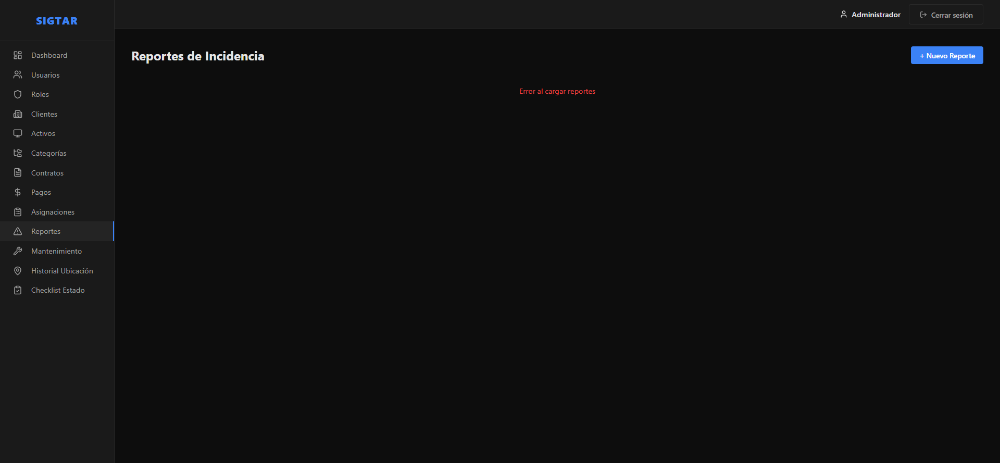 SIGTAR
Administrador
Cerrar sesión
Dashboard
Usuarios
Roles
Clientes
Activos
Categorías
Contratos
Pagos
Asignaciones
Reportes
Mantenimiento
Historial Ubicación
Checklist Estado
Reportes de Incidencia
+ Nuevo Reporte
Error al cargar reportes